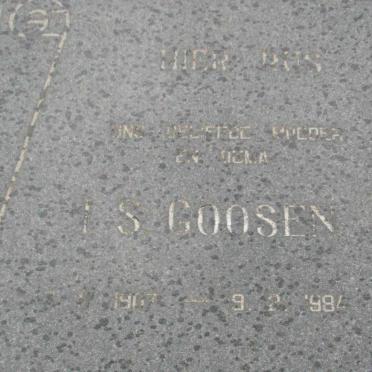 HIER RUS
ONS GELIEFDE MOEDER
EN OUMA
I S GOOSEN
1907 — 9 2 1984